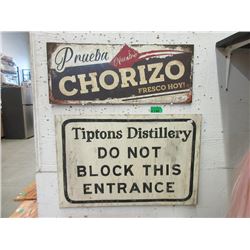 Prueba Nuestro
CHORIZO
FRESCO HOY!
Tiptons Distillery
DO NOT
BLOCK THIS
ENTRANCE